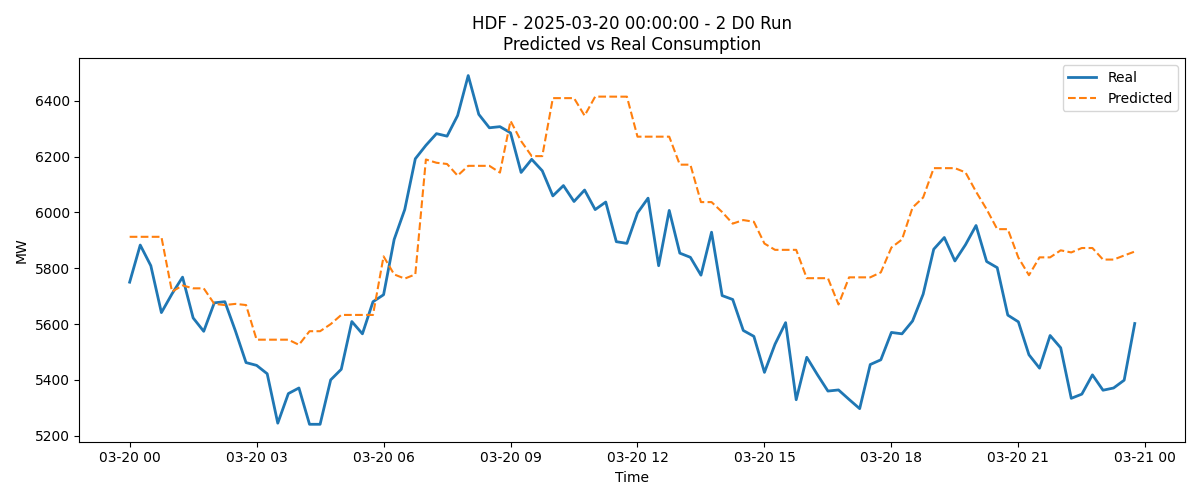 HDF - 2025-03-20 00:00:00 - 2 D0 Run
Predicted vs Real Consumption
Real
Predicted
MW
6400
6200
6000
5800
5600
5400
5200
03-20 00
03-20 03
03-20 06
03-20 09
03-20 12
03-20 15
03-20 18
03-20 21
03-21 00
Time